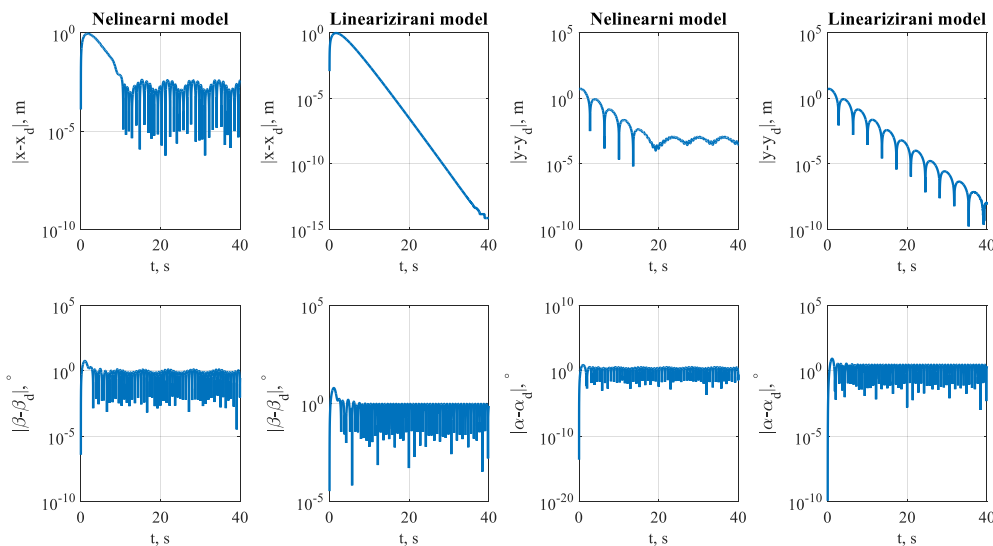 Nelinearni model
Linearizirani model
Nelinearni model
Linearizirani model
|x-x_d|, m
10^0
10^-5
10^-10
0
20
40
t, s
|x-x_d|, m
10^0
10^-5
10^-10
10^-15
0
20
40
t, s
|y-y_d|, m
10^5
10^0
10^-5
10^-10
0
20
40
t, s
|y-y_d|, m
10^5
10^0
10^-5
10^-10
0
20
40
t, s
|β-β_d|, °
10^5
10^0
10^-5
10^-10
0
20
40
t, s
|β-β_d|, °
10^5
10^0
10^-5
0
20
40
t, s
|α-α_d|, °
10^10
10^0
10^-10
10^-20
0
20
40
t, s
|α-α_d|, °
10^5
10^0
10^-5
10^-10
0
20
40
t, s